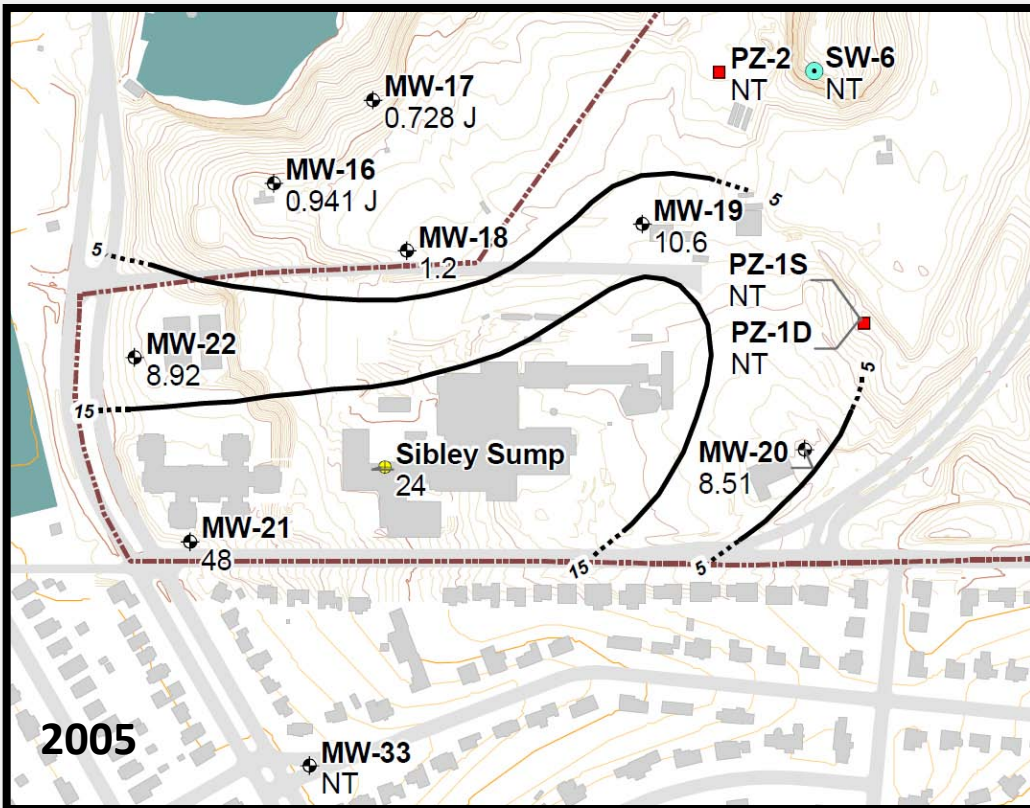 PZ-2
NT
SW-6
NT
MW-17
0.728 J
MW-16
0.941 J
5
MW-19
10.6
MW-18
1.2
5
PZ-1S
NT
PZ-1D
NT
MW-22
8.92
5
15
MW-20
8.51
Sibley Sump
24
MW-21
48
15
5
2005
MW-33
NT